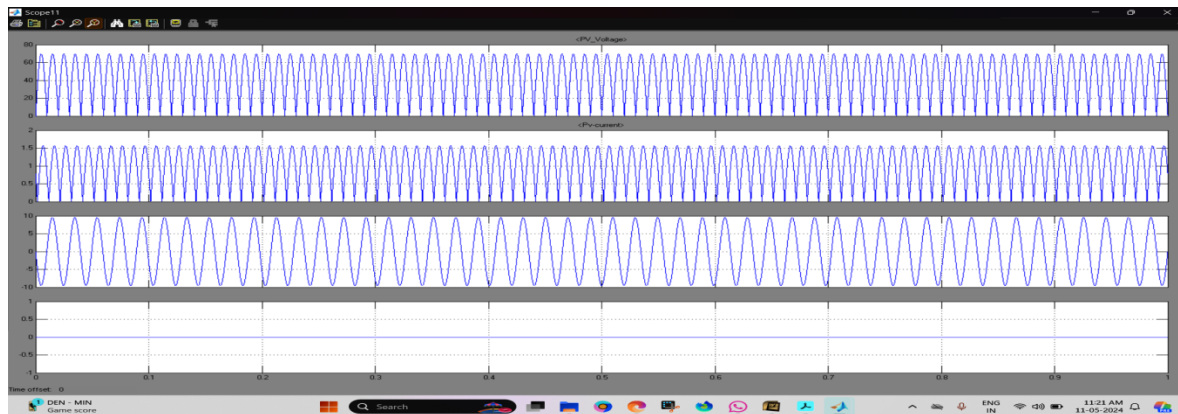 Scope11
<PV_Voltage>
80
60
40
20
0
<Pv-current>
2
1.5
1
0.5
0
10
5
0
-5
-10
1
0.5
0
-0.5
-1
0 0.1 0.2 0.3 0.4 0.5 0.6 0.7 0.8 0.9 1
Time offset: 0
1 DEN - MIN
Game score
Search
ENG
IN
11:21 AM
11-05-2024